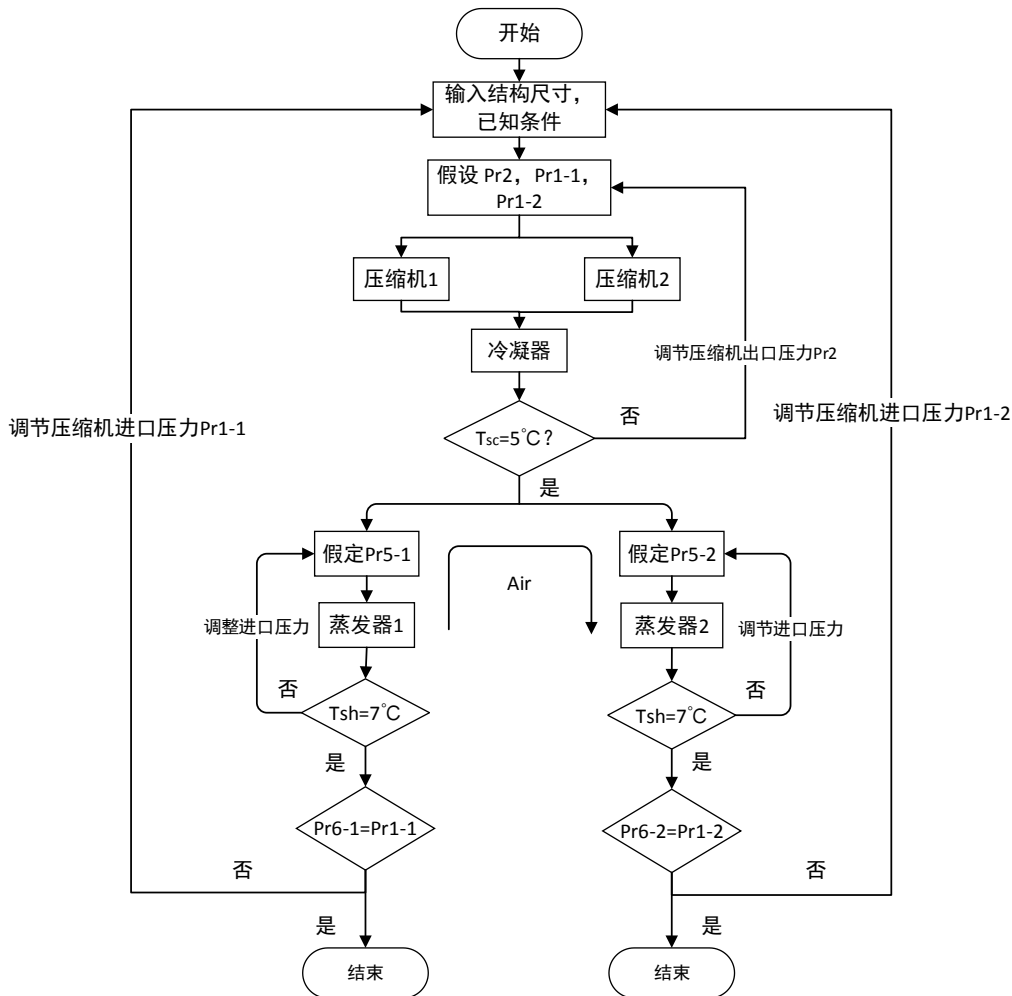 开始
输入结构尺寸，
已知条件
假设 Pr2，Pr1-1，
Pr1-2
压缩机1
压缩机2
冷凝器
调节压缩机出口压力Pr2
调节压缩机进口压力Pr1-1
调节压缩机进口压力Pr1-2
Tsc=5℃？
否
是
假定Pr5-1
假定Pr5-2
Air
调整进口压力
蒸发器1
蒸发器2
调节进口压力
否
Tsh=7℃
Tsh=7℃
否
是
是
Pr6-1=Pr1-1
Pr6-2=Pr1-2
否
否
是
是
结束
结束